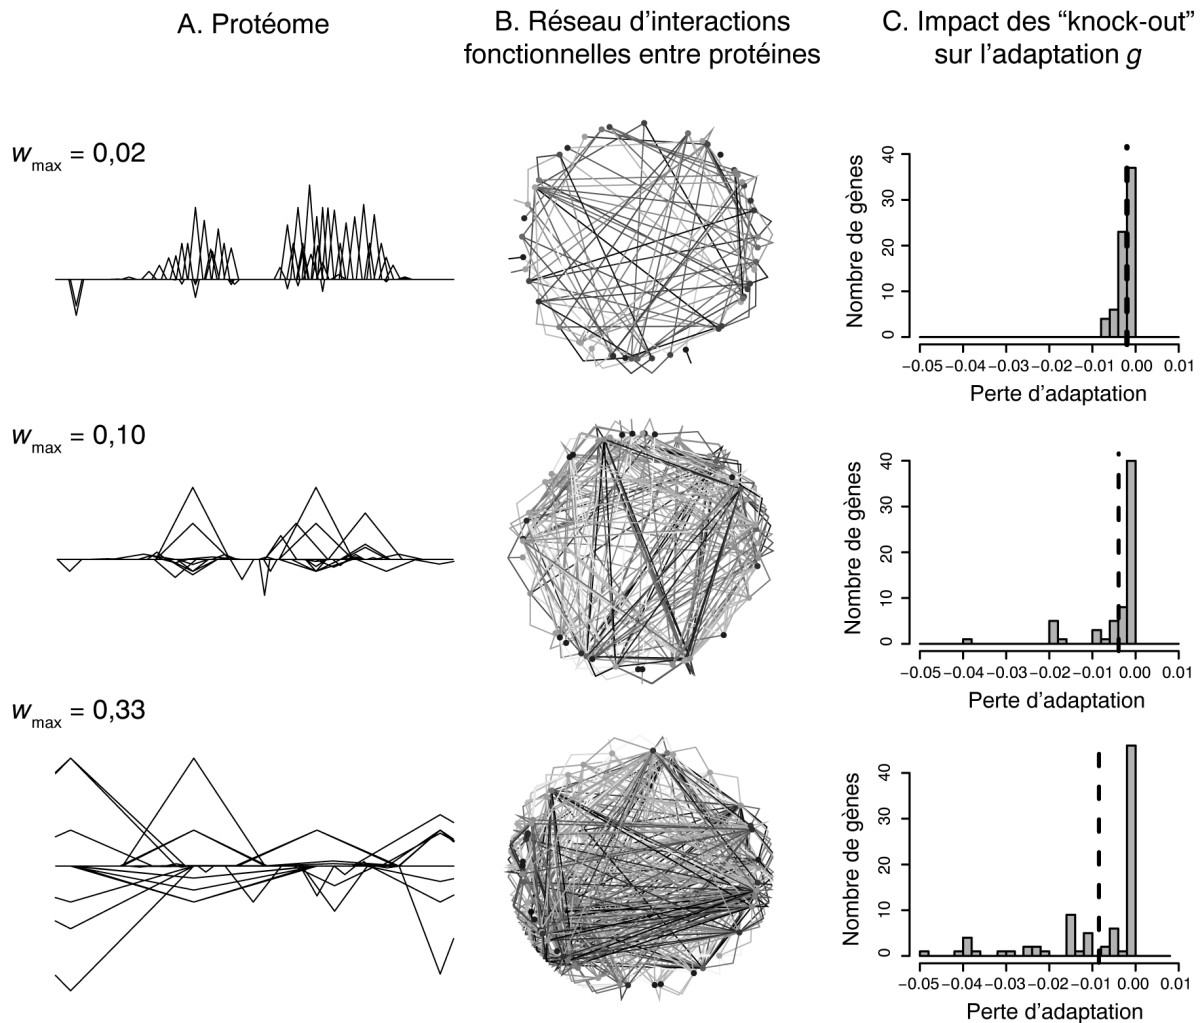 A. Protéome
B. Réseau d’interactions
fonctionnelles entre protéines
C. Impact des “knock-out”
sur l’adaptation g
wmax = 0,02
Nombre de gènes
0 10 20 30 40
−0.05 −0.04 −0.03 −0.02 −0.01 0.00 0.01
Perte d’adaptation
wmax = 0,10
Nombre de gènes
0 10 20 30 40
−0.05 −0.04 −0.03 −0.02 −0.01 0.00 0.01
Perte d’adaptation
wmax = 0,33
Nombre de gènes
0 10 20 30 40
−0.05 −0.04 −0.03 −0.02 −0.01 0.00 0.01
Perte d’adaptation